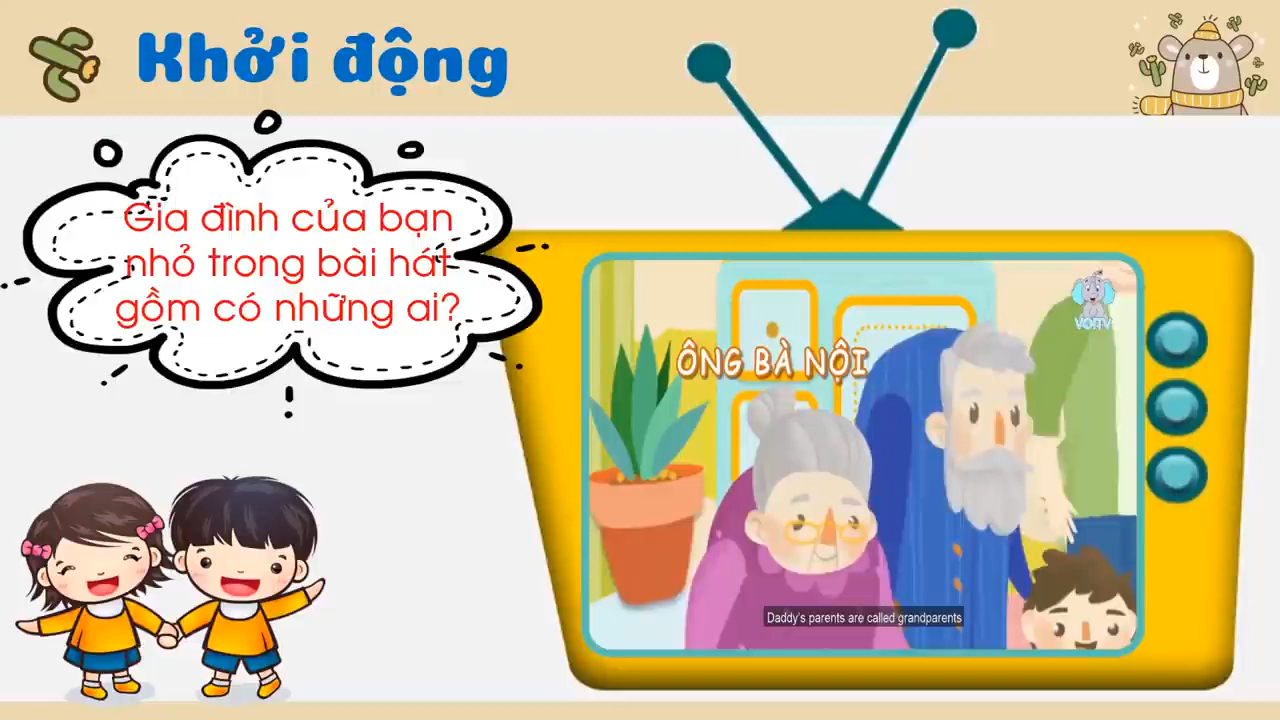 Khởi động
Gia đình của bạn
nhỏ trong bài hát
gồm có những ai?
VOITV
ÔNG BÀ NỘI
Daddy's parents are called grandparents